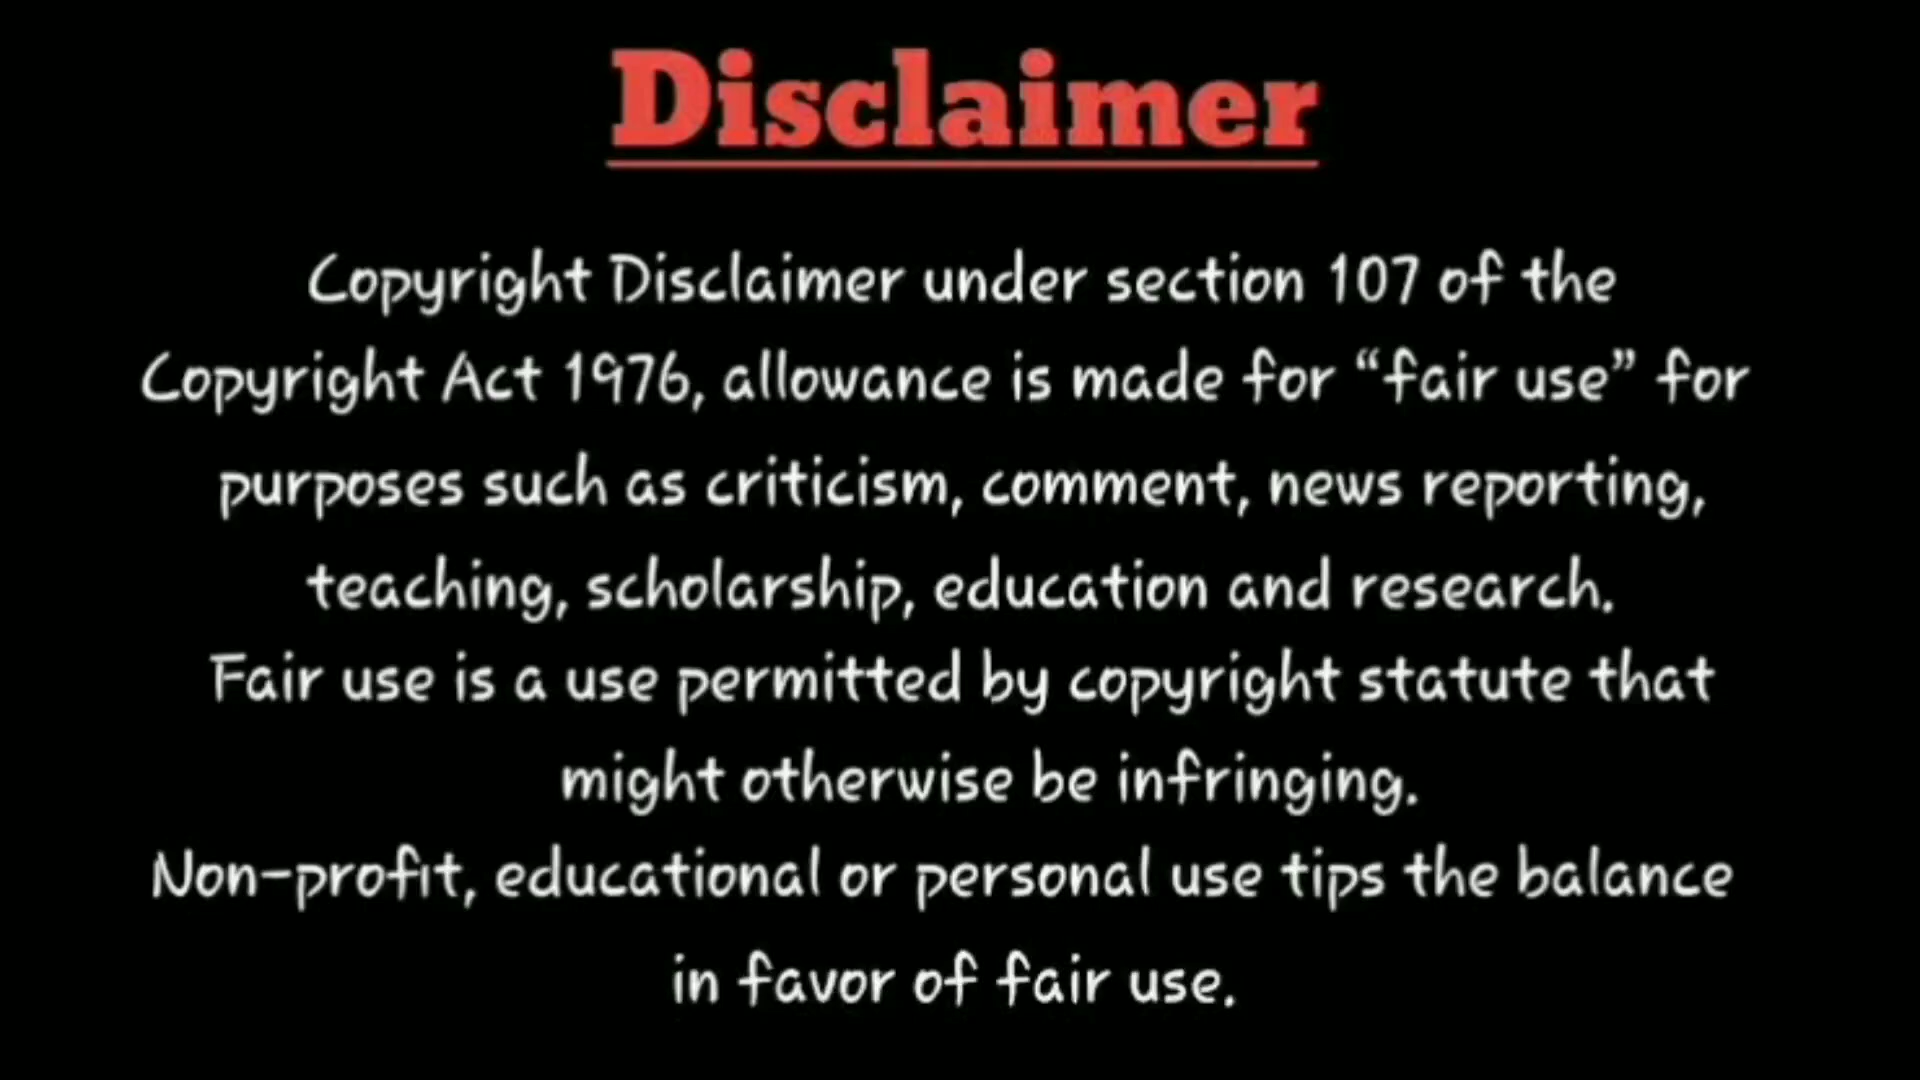 Disclaimer
Copyright Disclaimer under section 107 of the
Copyright Act 1976, allowance is made for “fair use” for
purposes such as criticism, comment, news reporting,
teaching, scholarship, education and research.
Fair use is a use permitted by copyright statute that
might otherwise be infringing.
Non-profit, educational or personal use tips the balance
in favor of fair use.